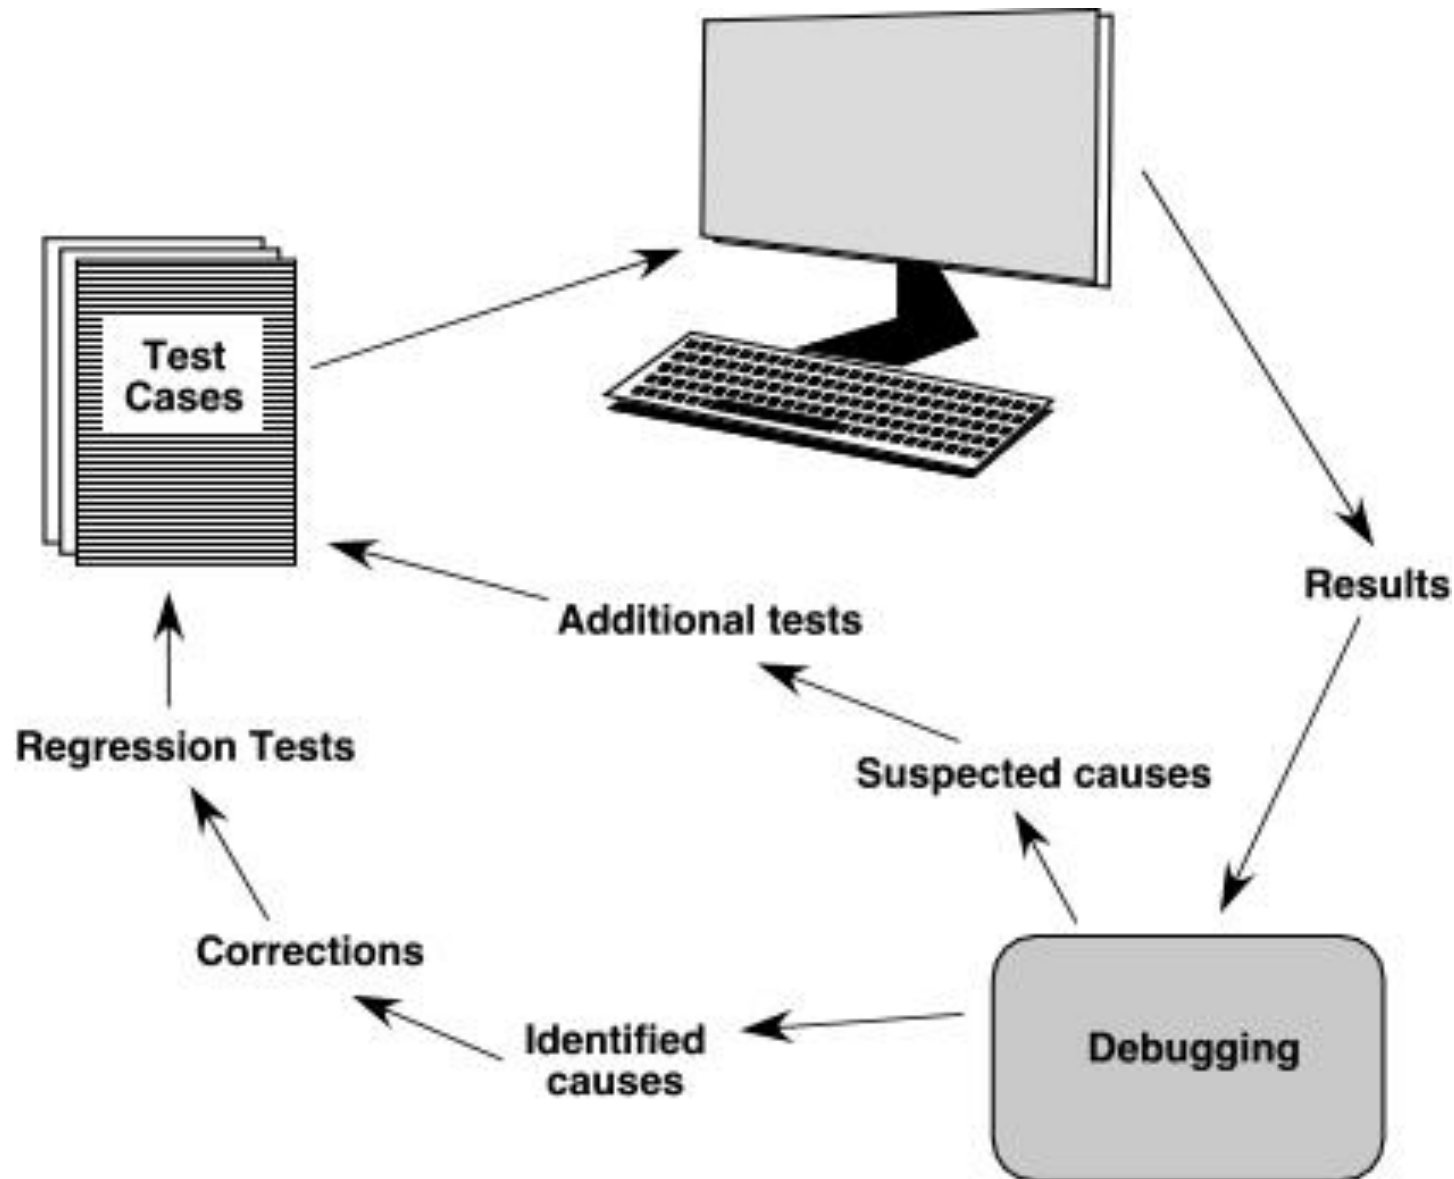 Test
Cases
Results
Additional tests
Regression Tests
Suspected causes
Corrections
Identified
causes
Debugging